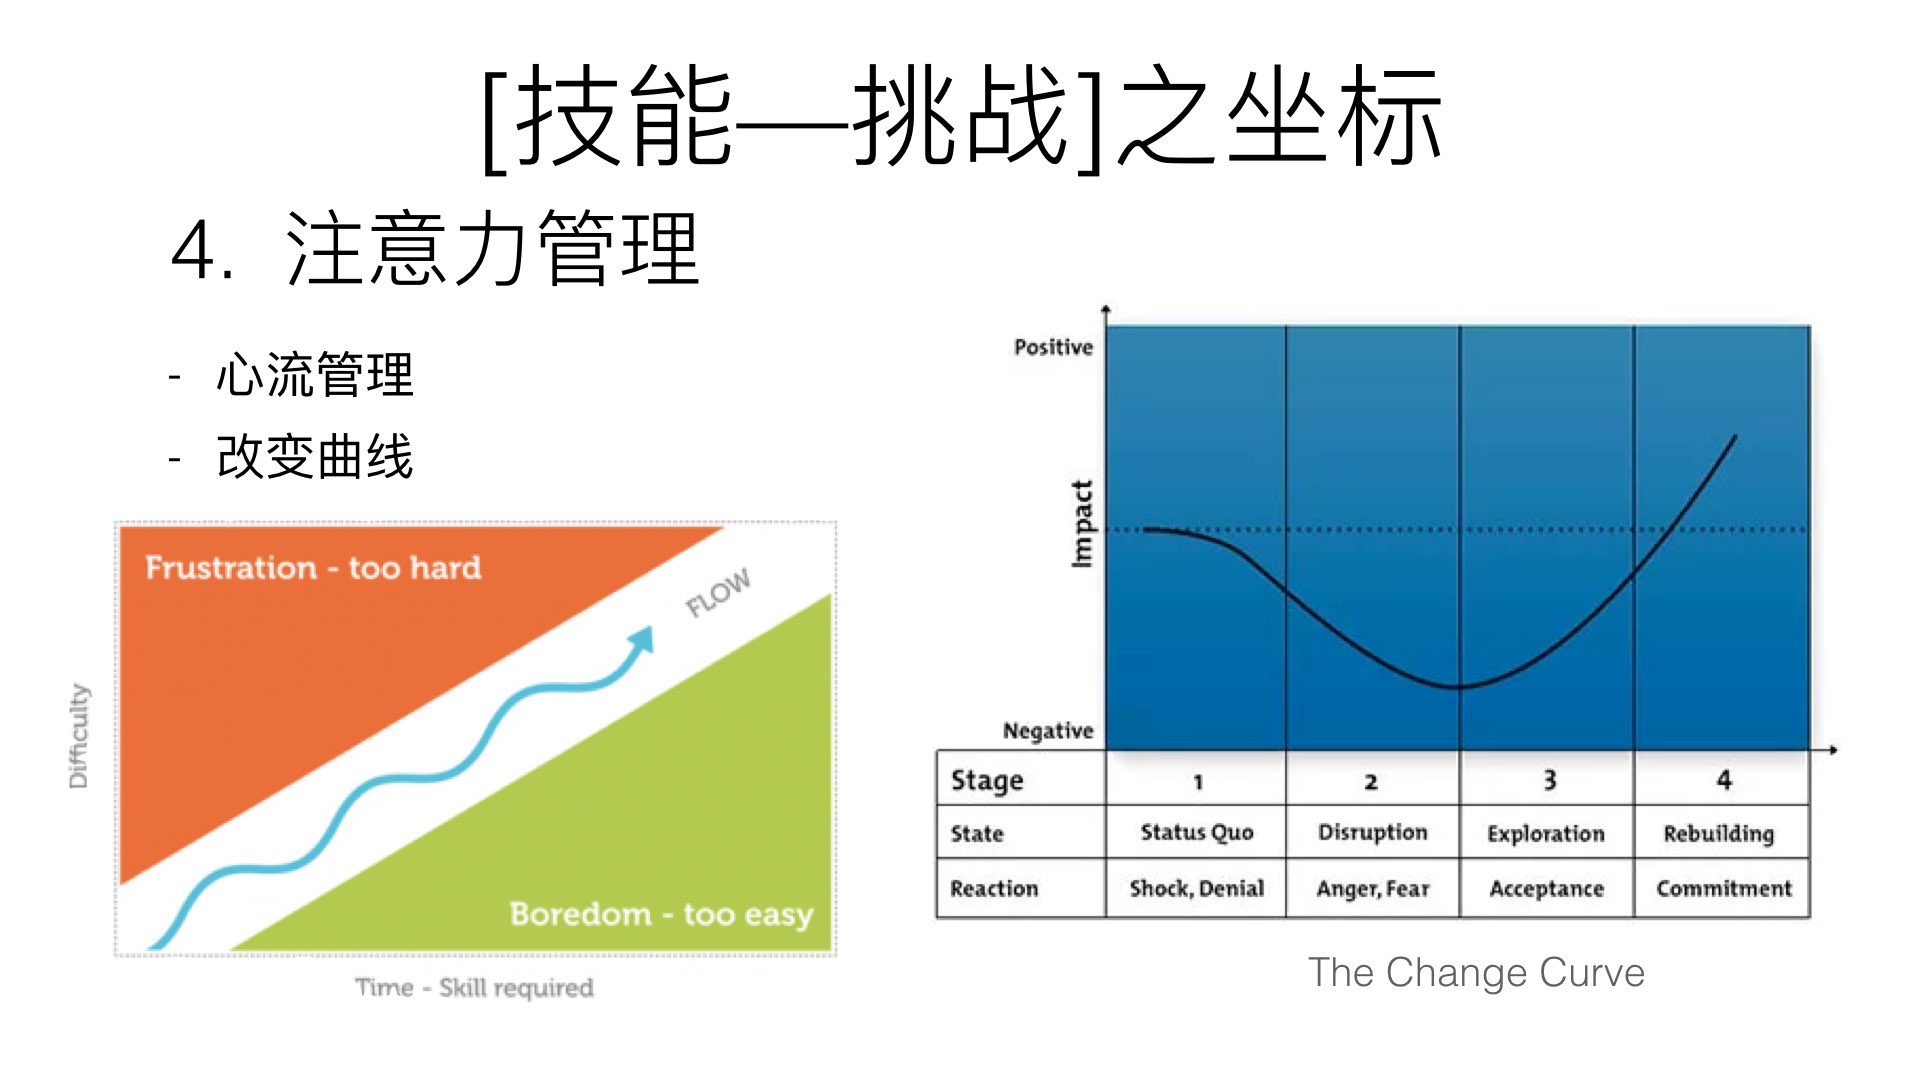 [技能—挑战]之坐标
4. 注意力管理
- 心流管理
- 改变曲线
Frustration - too hard
FLOW
Difficulty
Boredom - too easy
Time - Skill required
Positive
Impact
Negative
Stage 1 2 3 4
State Status Quo Disruption Exploration Rebuilding
Reaction Shock, Denial Anger, Fear Acceptance Commitment
The Change Curve